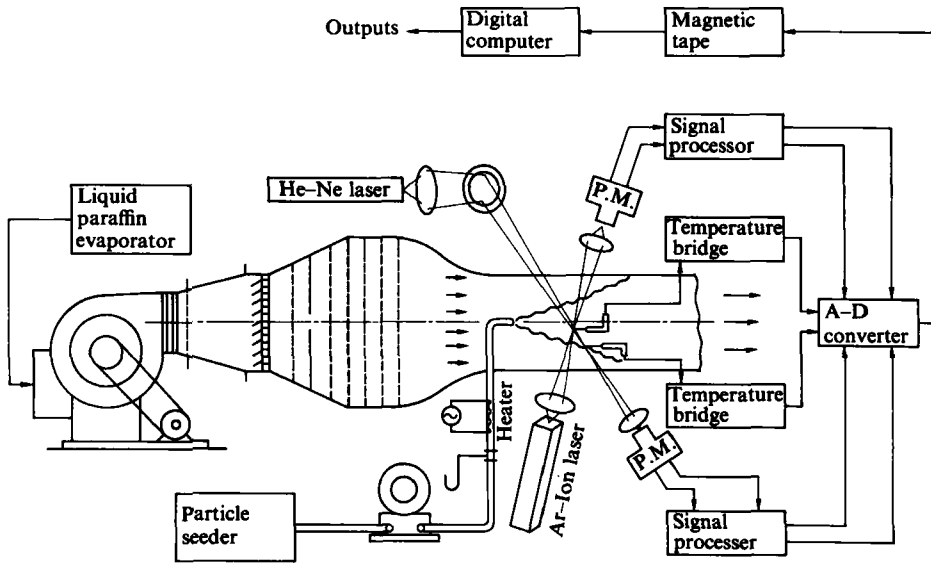 Outputs
Digital
computer
Magnetic
tape
Signal
processor
He–Ne laser
P.M.
Liquid
paraffin
evaporator
Temperature
bridge
A–D
converter
Temperature
bridge
Heater
Ar–Ion laser
P.M.
Particle
seeder
Signal
processer